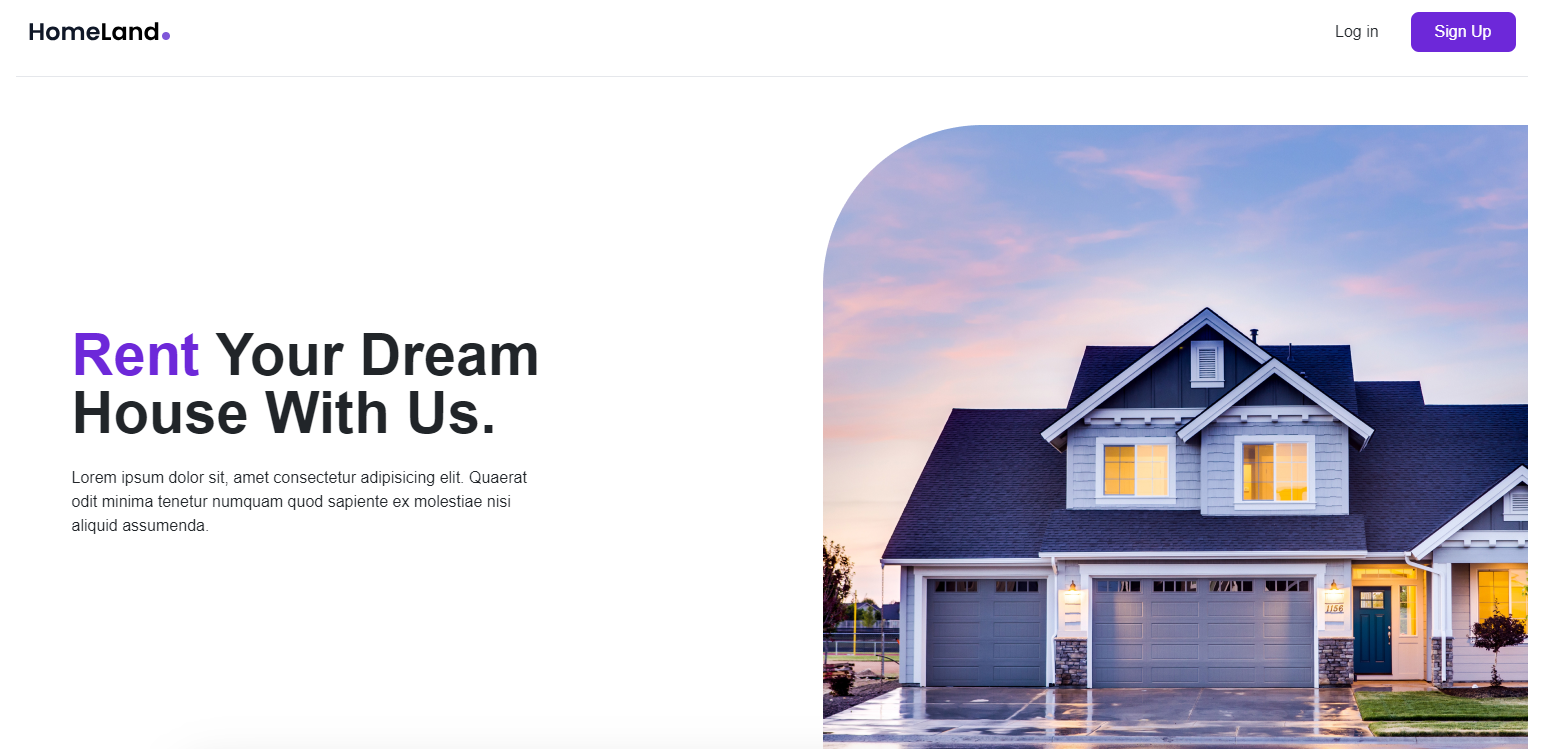 HomeLand.
Log in
Sign Up
Rent Your Dream
House With Us.
Lorem ipsum dolor sit, amet consectetur adipisicing elit. Quaerat
odit minima tenetur numquam quod sapiente ex molestiae nisi
aliquid assumenda.
1156